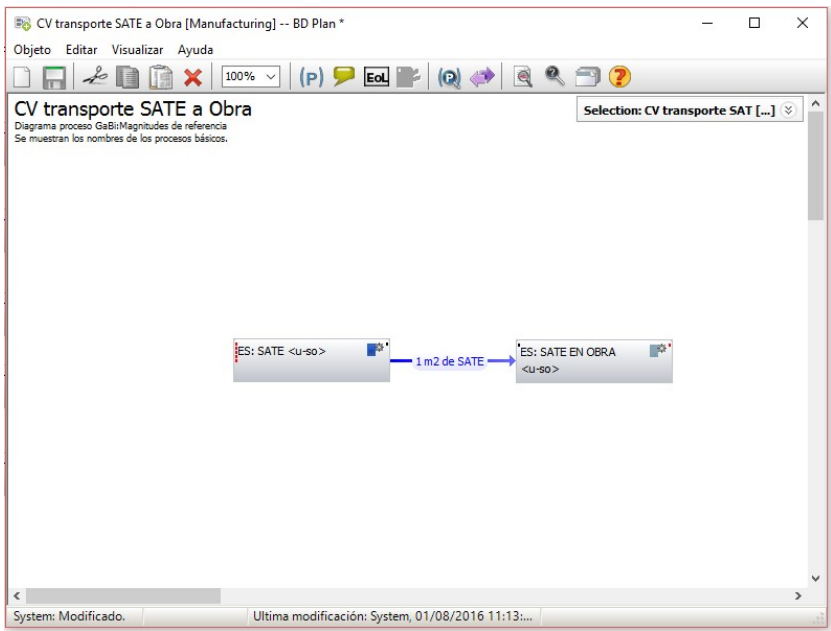 CV transporte SATE a Obra [Manufacturing] -- BD Plan *
Objeto Editar Visualizar Ayuda
100% (P) EoL
CV transporte SATE a Obra
Diagrama proceso GaBi:Magnitudes de referencia
Se muestran los nombres de los procesos básicos.
Selection: CV transporte SAT [...]
ES: SATE <u-so>
1 m2 de SATE
ES: SATE EN OBRA
<u-so>
System: Modificado.
Ultima modificación: System, 01/08/2016 11:13:...